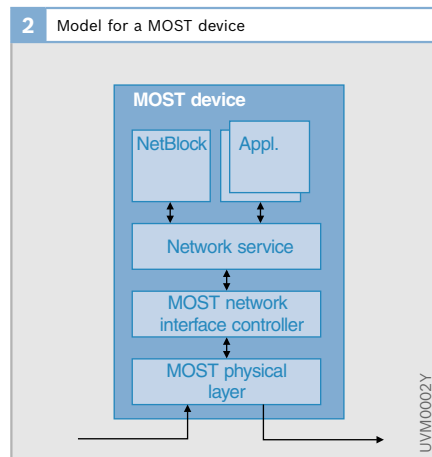 2 Model for a MOST device
MOST device
NetBlock
Appl.
Network service
MOST network
interface controller
MOST physical
layer
UVM0002Y